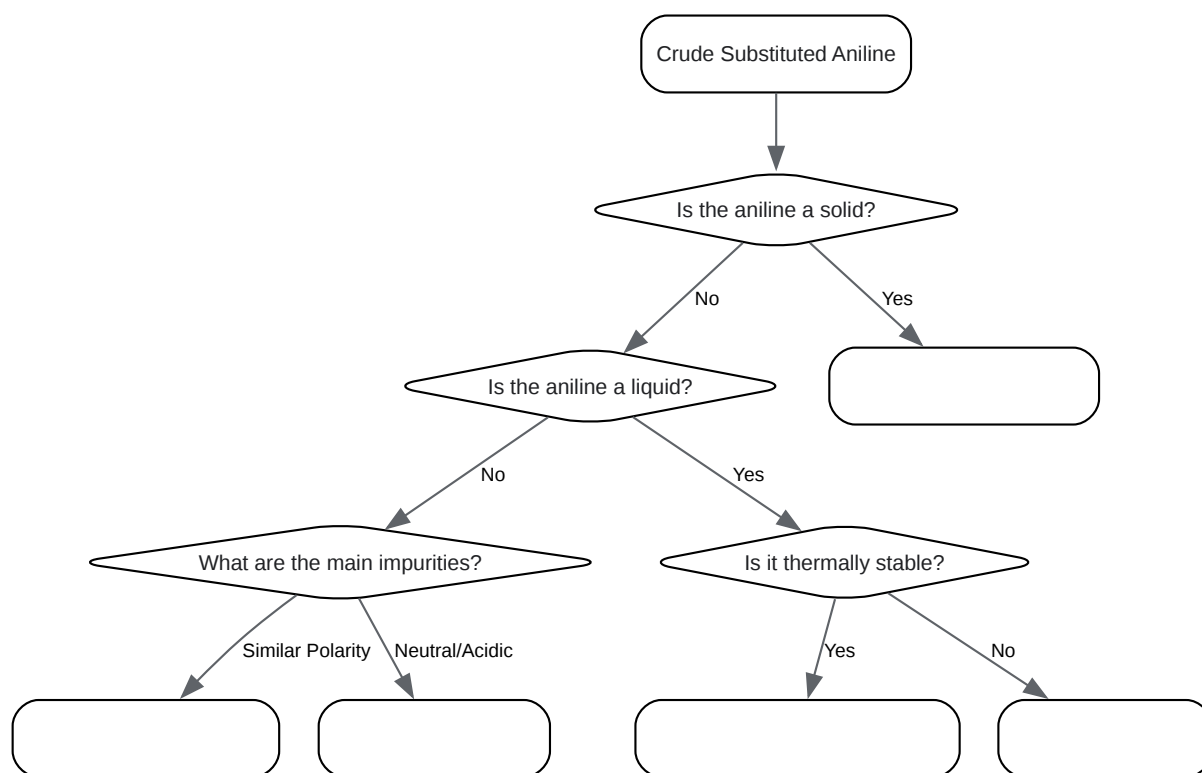 Crude Substituted Aniline
Is the aniline a solid?
No
Yes
Is the aniline a liquid?
No
Yes
What are the main impurities?
Is it thermally stable?
Similar Polarity
Neutral/Acidic
Yes
No